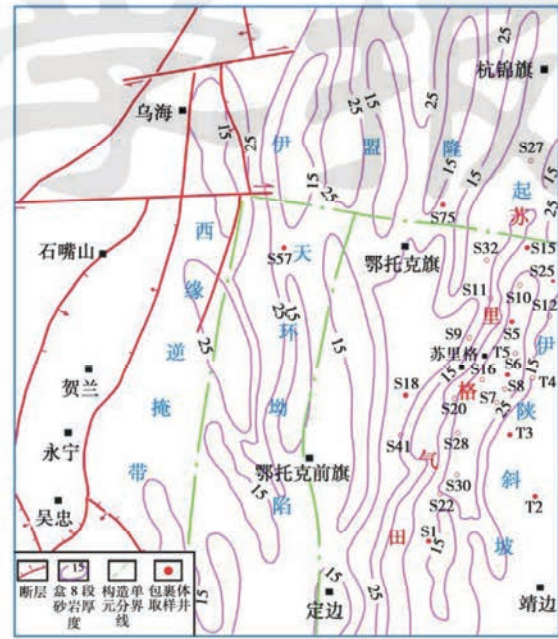 学报
杭锦旗
乌海
伊 盟 隆 起
S27
苏
S75
石嘴山
西
S57
天
鄂托克旗
S32
S15
S25
缘
S11
S10
S12
环
里
S9
S5
伊
苏里格
T5
逆
S6
S16
T4
贺兰
S8
掩
S18
格
S7
陕
坳
S20
永宁
S41
气
S28
T3
带
鄂托克前旗
S30
斜
吴忠
陷
S22
T2
田
S1
坡
定边
靖边
25
15
断层
盒8段砂岩厚度
构造单元分界线
包裹体取样井